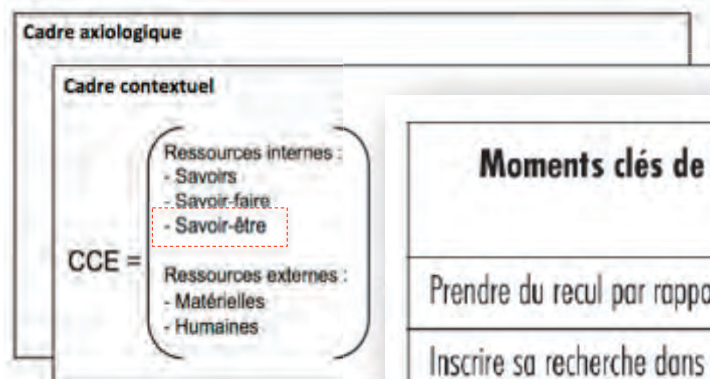 Cadre axiologique
Cadre contextuel
Ressources internes :
- Savoirs
- Savoir-faire
- Savoir-être
CCE =
Ressources externes :
- Matérielles
- Humaines
Moments clés de
Prendre du recul par
Inscrire sa recherche dans